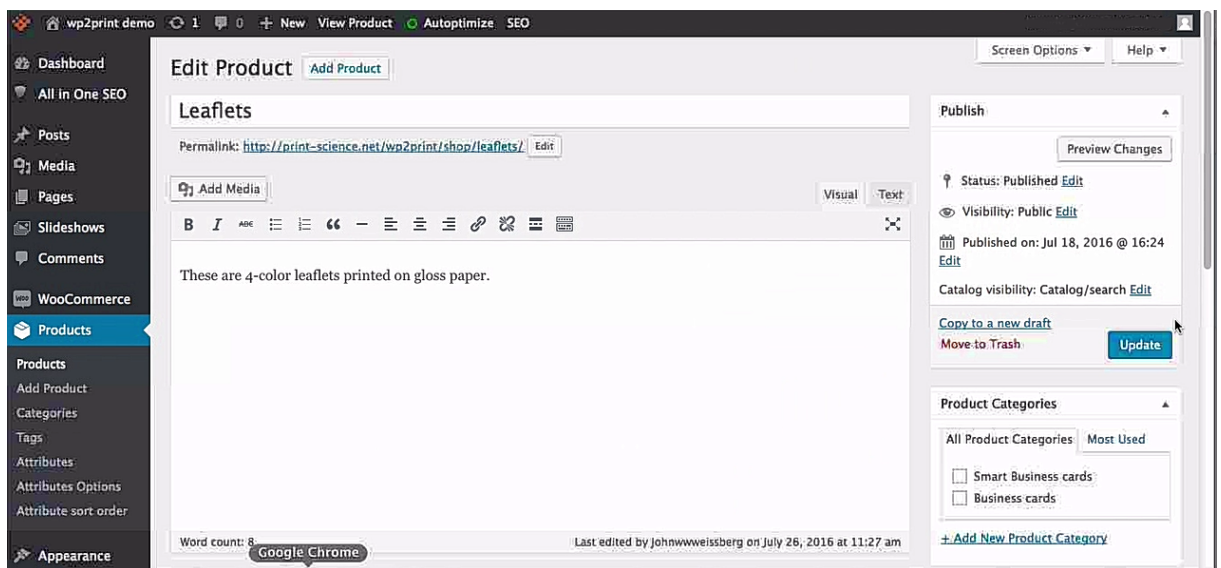 wp2print demo 1 0 + New View Product Autoptimize SEO
Screen Options Help
Dashboard
All in One SEO
Posts
Media
Pages
Slideshows
Comments
WooCommerce
Products
Products
Add Product
Categories
Tags
Attributes
Attributes Options
Attribute sort order
Appearance
Edit Product Add Product
Leaflets
Permalink: http://print-science.net/wp2print/shop/leaflets/ Edit
Add Media Visual Text
B I ABC
These are 4-color leaflets printed on gloss paper.
Word count: 8 Last edited by johnwwweissberg on July 26, 2016 at 11:27 am
Google Chrome
Publish
Preview Changes
Status: Published Edit
Visibility: Public Edit
Published on: Jul 18, 2016 @ 16:24
Edit
Catalog visibility: Catalog/search Edit
Copy to a new draft
Move to Trash Update
Product Categories
All Product Categories Most Used
Smart Business cards
Business cards
+ Add New Product Category